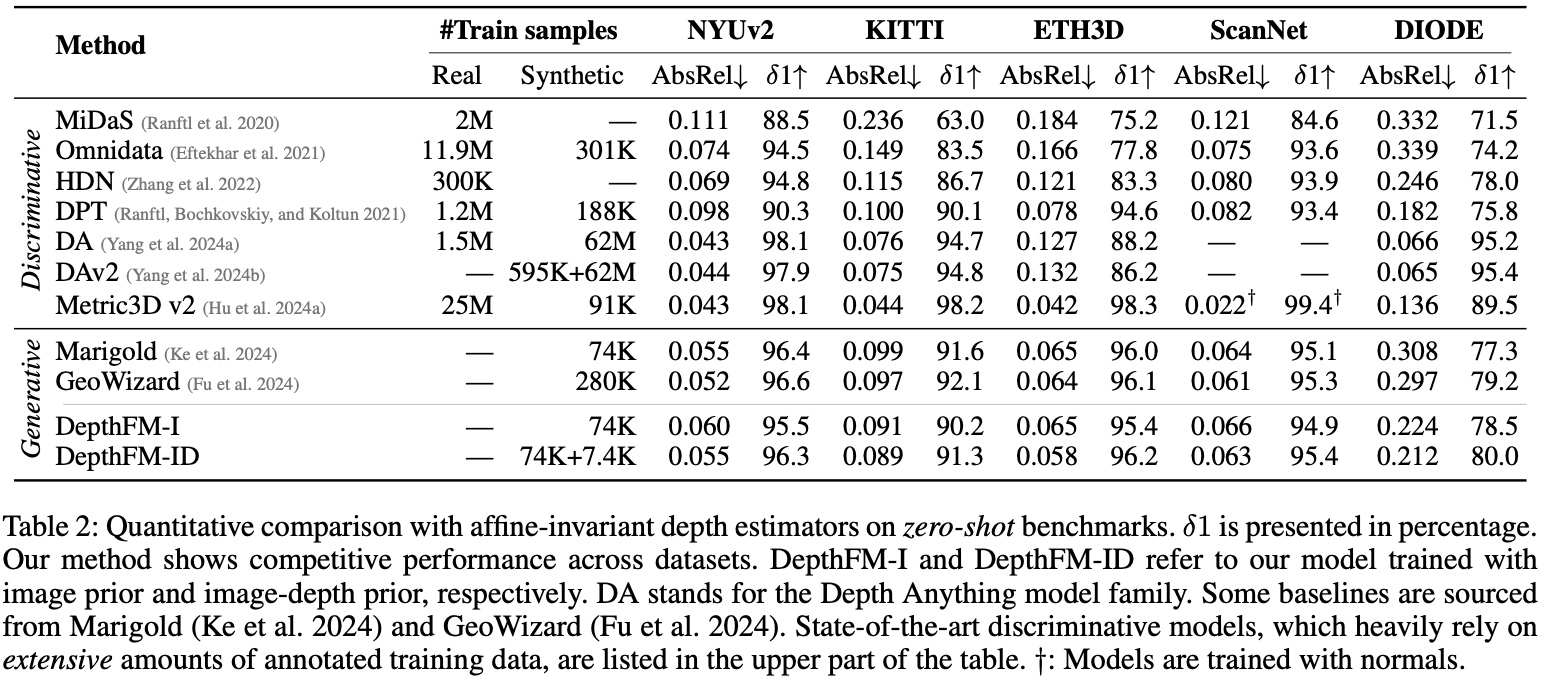 Method #Train samples NYUv2 KITTI ETH3D ScanNet DIODE
Real Synthetic AbsRel↓ δ1↑ AbsRel↓ δ1↑ AbsRel↓ δ1↑ AbsRel↓ δ1↑ AbsRel↓ δ1↑
Discriminative
MiDaS (Ranftl et al. 2020) 2M — 0.111 88.5 0.236 63.0 0.184 75.2 0.121 84.6 0.332 71.5
Omnidata (Eftekhar et al. 2021) 11.9M 301K 0.074 94.5 0.149 83.5 0.166 77.8 0.075 93.6 0.339 74.2
HDN (Zhang et al. 2022) 300K — 0.069 94.8 0.115 86.7 0.121 83.3 0.080 93.9 0.246 78.0
DPT (Ranftl, Bochkovskiy, and Koltun 2021) 1.2M 188K 0.098 90.3 0.100 90.1 0.078 94.6 0.082 93.4 0.182 75.8
DA (Yang et al. 2024a) 1.5M 62M 0.043 98.1 0.076 94.7 0.127 88.2 — — 0.066 95.2
DAv2 (Yang et al. 2024b) — 595K+62M 0.044 97.9 0.075 94.8 0.132 86.2 — — 0.065 95.4
Metric3D v2 (Hu et al. 2024a) 25M 91K 0.043 98.1 0.044 98.2 0.042 98.3 0.022† 99.4† 0.136 89.5
Generative
Marigold (Ke et al. 2024) — 74K 0.055 96.4 0.099 91.6 0.065 96.0 0.064 95.1 0.308 77.3
GeoWizard (Fu et al. 2024) — 280K 0.052 96.6 0.097 92.1 0.064 96.1 0.061 95.3 0.297 79.2
DepthFM-I — 74K 0.060 95.5 0.091 90.2 0.065 95.4 0.066 94.9 0.224 78.5
DepthFM-ID — 74K+7.4K 0.055 96.3 0.089 91.3 0.058 96.2 0.063 95.4 0.212 80.0
Table 2: Quantitative comparison with affine-invariant depth estimators on zero-shot benchmarks. δ1 is presented in percentage.
Our method shows competitive performance across datasets. DepthFM-I and DepthFM-ID refer to our model trained with
image prior and image-depth prior, respectively. DA stands for the Depth Anything model family. Some baselines are sourced
from Marigold (Ke et al. 2024) and GeoWizard (Fu et al. 2024). State-of-the-art discriminative models, which heavily rely on
extensive amounts of annotated training data, are listed in the upper part of the table. †: Models are trained with normals.